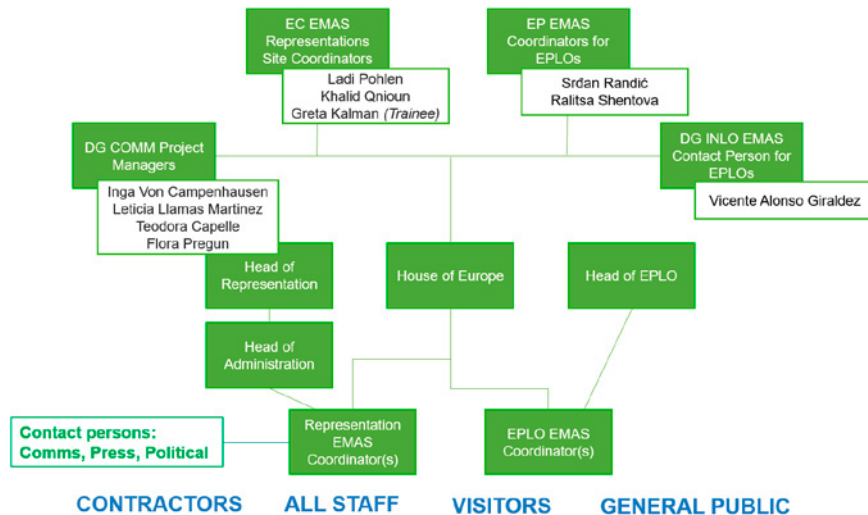 EC EMAS
Representations
Site Coordinators
Ladi Pohlen
Khalid Qnioun
Greta Kalman (Trainee)
EP EMAS
Coordinators for
EPLOs
Srđan Randić
Ralitsa Shentova
DG COMM Project
Managers
Inga Von Campenhausen
Leticia Llamas Martinez
Teodora Capelle
Flora Pregun
DG INLO EMAS
Contact Person for
EPLOs
Vicente Alonso Giraldez
Head of
Representation
House of Europe
Head of EPLO
Head of
Administration
Contact persons:
Comms, Press, Political
Representation
EMAS
Coordinator(s)
EPLO EMAS
Coordinator(s)
CONTRACTORS ALL STAFF VISITORS GENERAL PUBLIC